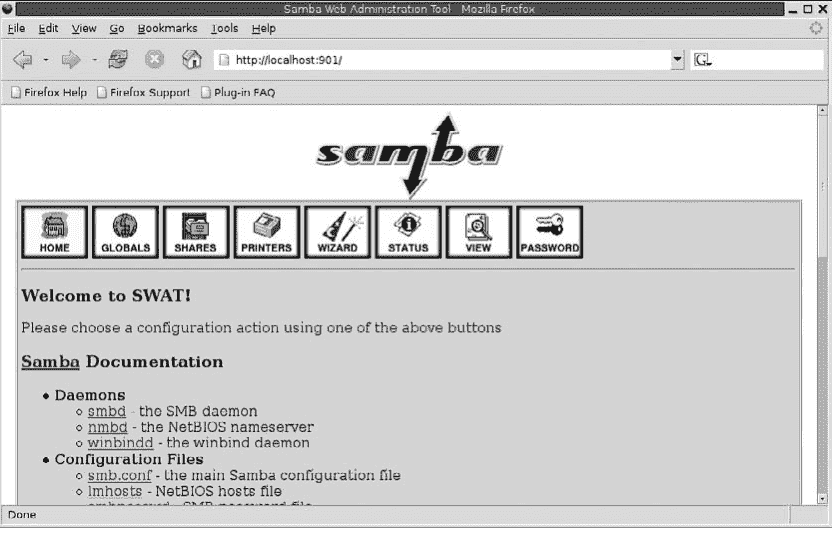 Samba Web Administration Tool - Mozilla Firefox
File Edit View Go Bookmarks Tools Help
http://localhost:901/
G
Firefox Help Firefox Support Plug-in FAQ
samba
HOME GLOBALS SHARES PRINTERS WIZARD STATUS VIEW PASSWORD
Welcome to SWAT!
Please choose a configuration action using one of the above buttons
Samba Documentation
Daemons
smbd - the SMB daemon
nmbd - the NetBIOS nameserver
winbindd - the winbind daemon
Configuration Files
smb.conf - the main Samba configuration file
lmhosts - NetBIOS hosts file
Done